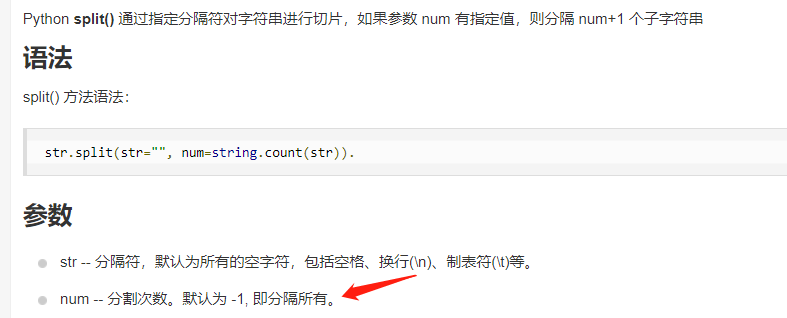 Python split() 通过指定分隔符对字符串进行切片，如果参数 num 有指定值，则分隔 num+1 个子字符串
语法
split() 方法语法：
str.split(str="", num=string.count(str)).
参数
str -- 分隔符，默认为所有的空字符，包括空格、换行(\n)、制表符(\t)等。
num -- 分割次数。默认为 -1, 即分隔所有。